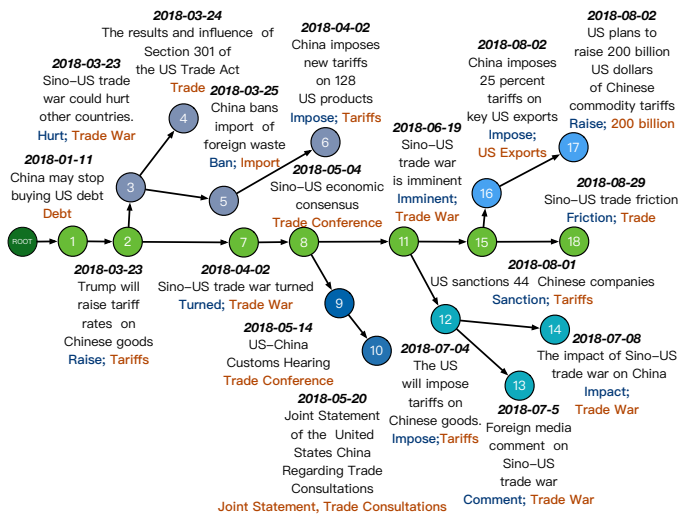 2018-03-24
The results and influence of
Section 301 of
the US Trade Act
Trade
2018-03-23
Sino-US trade
war could hurt
other countries.
Hurt; Trade War
2018-03-25
China bans
import of
foreign waste
Ban; Import
2018-04-02
China imposes
new tariffs
on 128
US products
Impose; Tariffs
2018-08-02
China imposes
25 percent
tariffs on
key US exports
Impose;
US Exports
2018-08-02
US plans to
raise 200 billion
US dollars
of Chinese
commodity tariffs
Raise; 200 billion
2018-01-11
China may stop
buying US debt
Debt
2018-05-04
Sino-US economic
consensus
Trade Conference
2018-06-19
Sino-US
trade war
is imminent
Imminent;
Trade War
2018-08-29
Sino-US trade friction
Friction; Trade
4
6
17
3
5
16
ROOT
1
2
7
8
11
15
18
2018-03-23
Trump will
raise tariff
rates on
Chinese goods
Raise; Tariffs
2018-04-02
Sino-US trade war turned
Turned; Trade War
2018-08-01
US sanctions 44 Chinese companies
Sanction; Tariffs
9
10
12
14
13
2018-05-14
US-China
Customs Hearing
Trade Conference
2018-05-20
Joint Statement
of the United
States China
Regarding Trade
Consultations
Joint Statement, Trade Consultations
2018-07-04
The US
will impose
tariffs on
Chinese goods.
Impose;Tariffs
2018-07-08
The impact of Sino-US
trade war on China
Impact;
Trade War
2018-07-5
Foreign media
comment on
Sino-US
trade war
Comment; Trade War